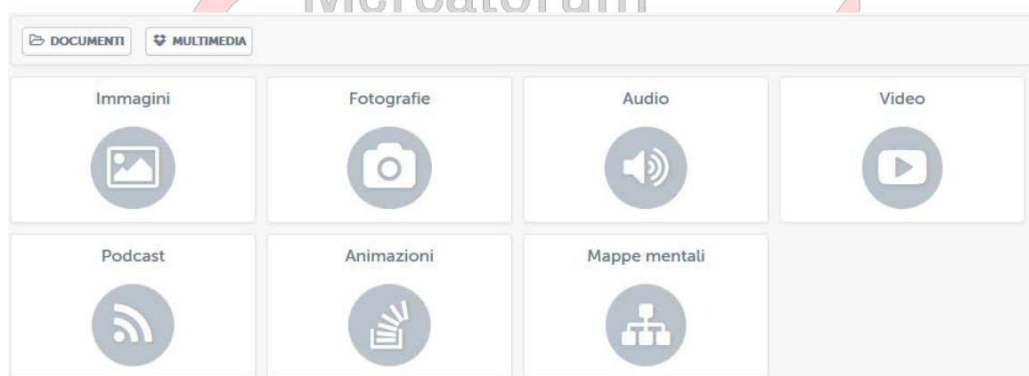 Mercatorum
DOCUMENTI MULTIMEDIA
Immagini Fotografie Audio Video
Podcast Animazioni Mappe mentali